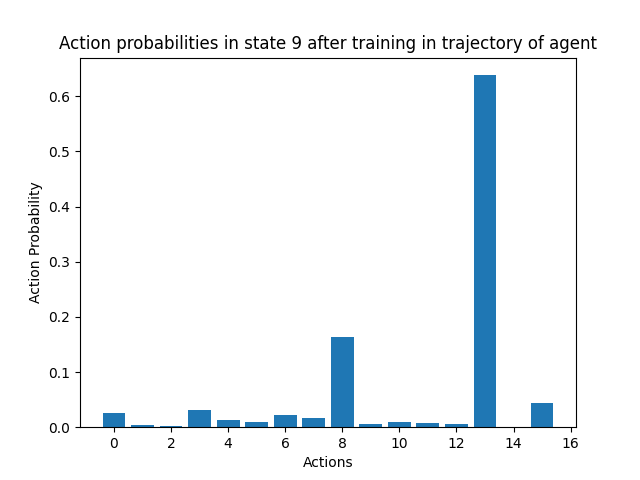 Action probabilities in state 9 after training in trajectory of agent
Action Probability
0.6
0.5
0.4
0.3
0.2
0.1
0.0
0 2 4 6 8 10 12 14 16
Actions